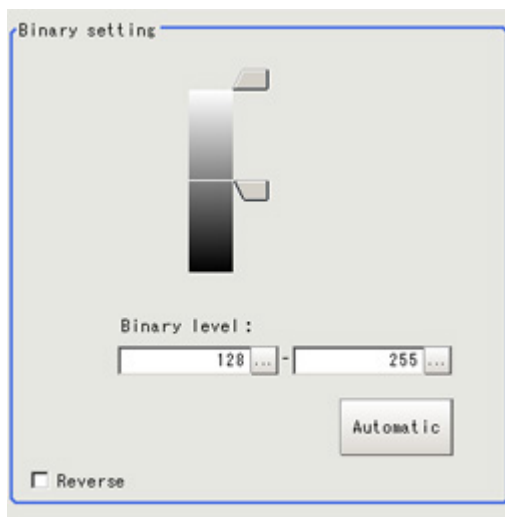 Binary setting
Binary level:
128 ... - 255 ...
Automatic
Reverse